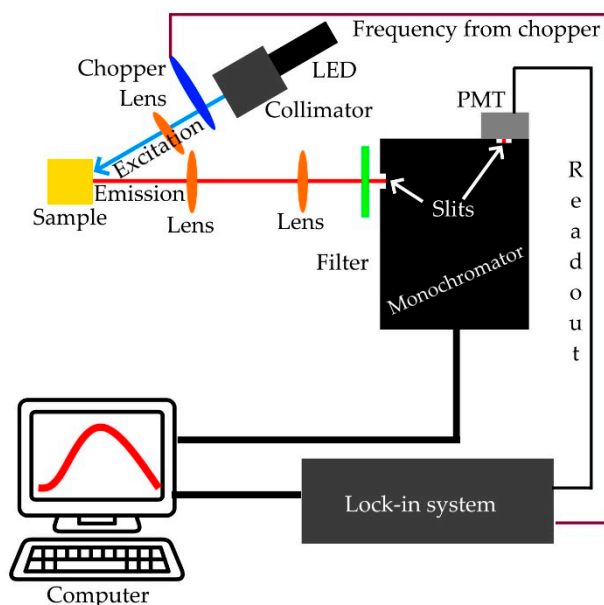 Frequency from chopper
Chopper
LED
Lens
Collimator
PMT
Excitation
Emission
Sample
Lens
Lens
Slits
Filter
Monochromator
Readout
Lock-in system
Computer